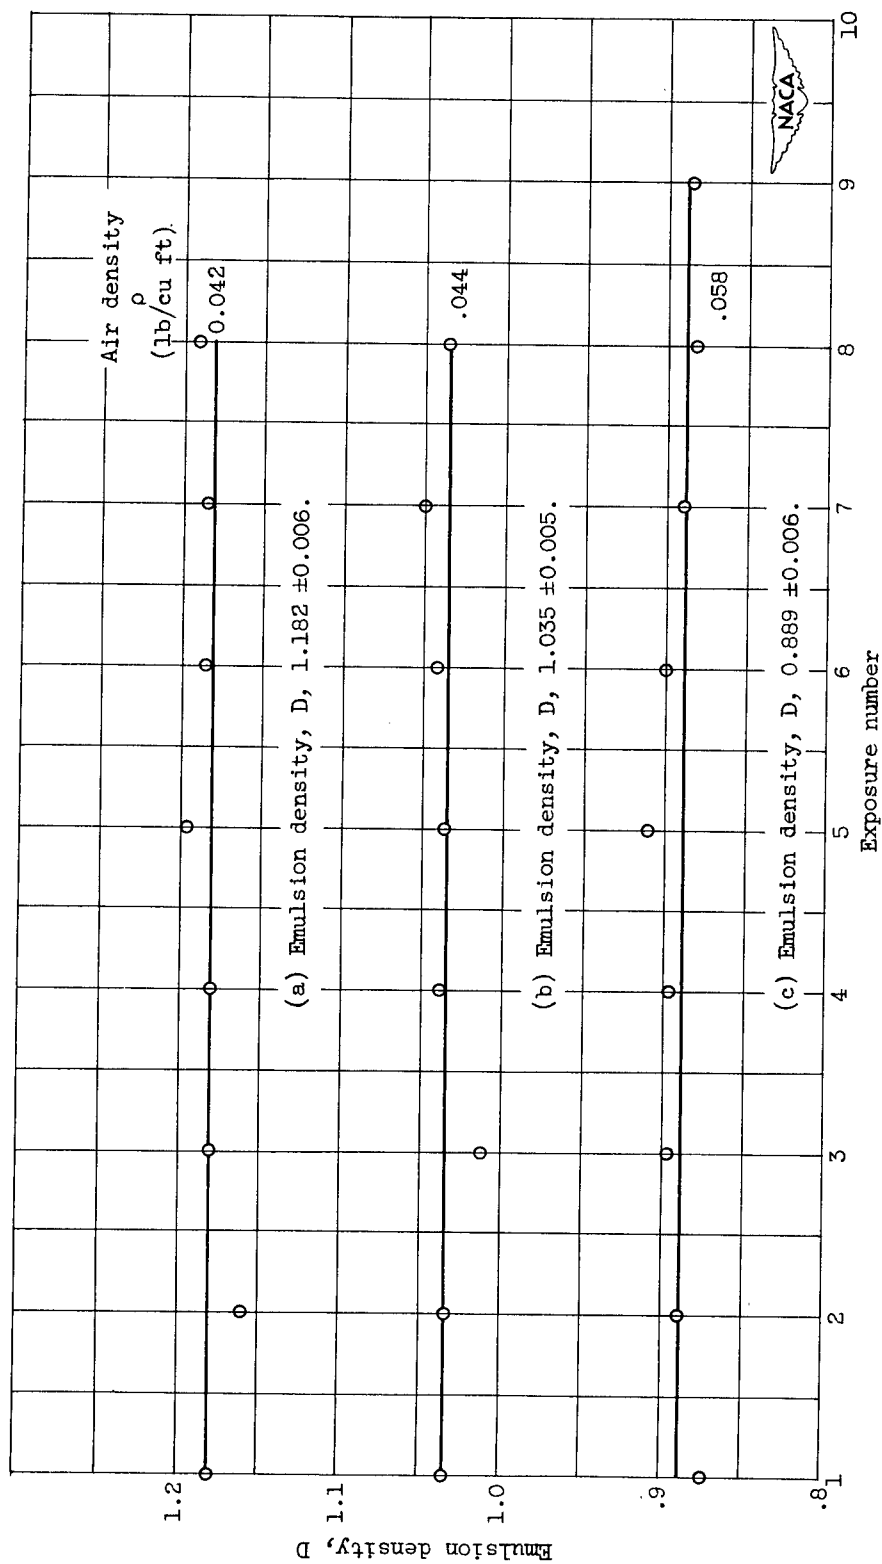 Emulsion density, D
1.2
1.1
1.0
.9
.8
Air density
ρ
(lb/cu ft)
0.042
(a) Emulsion density, D, 1.182 ±0.006.
.044
(b) Emulsion density, D, 1.035 ±0.005.
.058
(c) Emulsion density, D, 0.889 ±0.006.
NACA
1 2 3 4 5 6 7 8 9 10
Exposure number